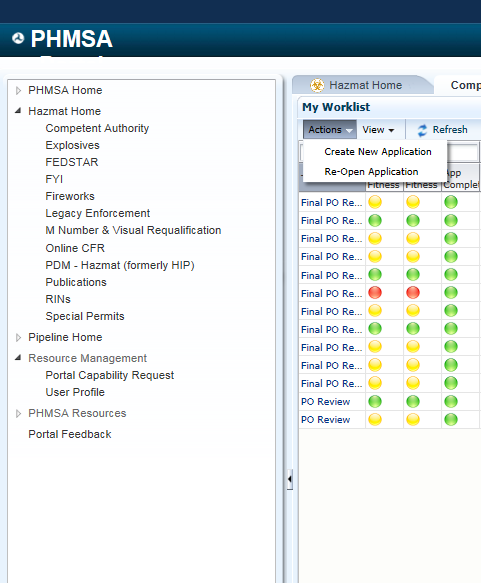 PHMSA
PHMSA Home
Hazmat Home
Competent Authority
Explosives
FEDSTAR
FYI
Fireworks
Legacy Enforcement
M Number & Visual Requalification
Online CFR
PDM - Hazmat (formerly HIP)
Publications
RINs
Special Permits
Pipeline Home
Resource Management
Portal Capability Request
User Profile
PHMSA Resources
Portal Feedback
Hazmat Home Comp
My Worklist
Actions View Refresh
Create New Application
Re-Open Application
App
Fitness Fitness Complet
Final PO Re...
Final PO Re...
Final PO Re...
Final PO Re...
Final PO Re...
Final PO Re...
Final PO Re...
Final PO Re...
Final PO Re...
Final PO Re...
Final PO Re...
PO Review
PO Review